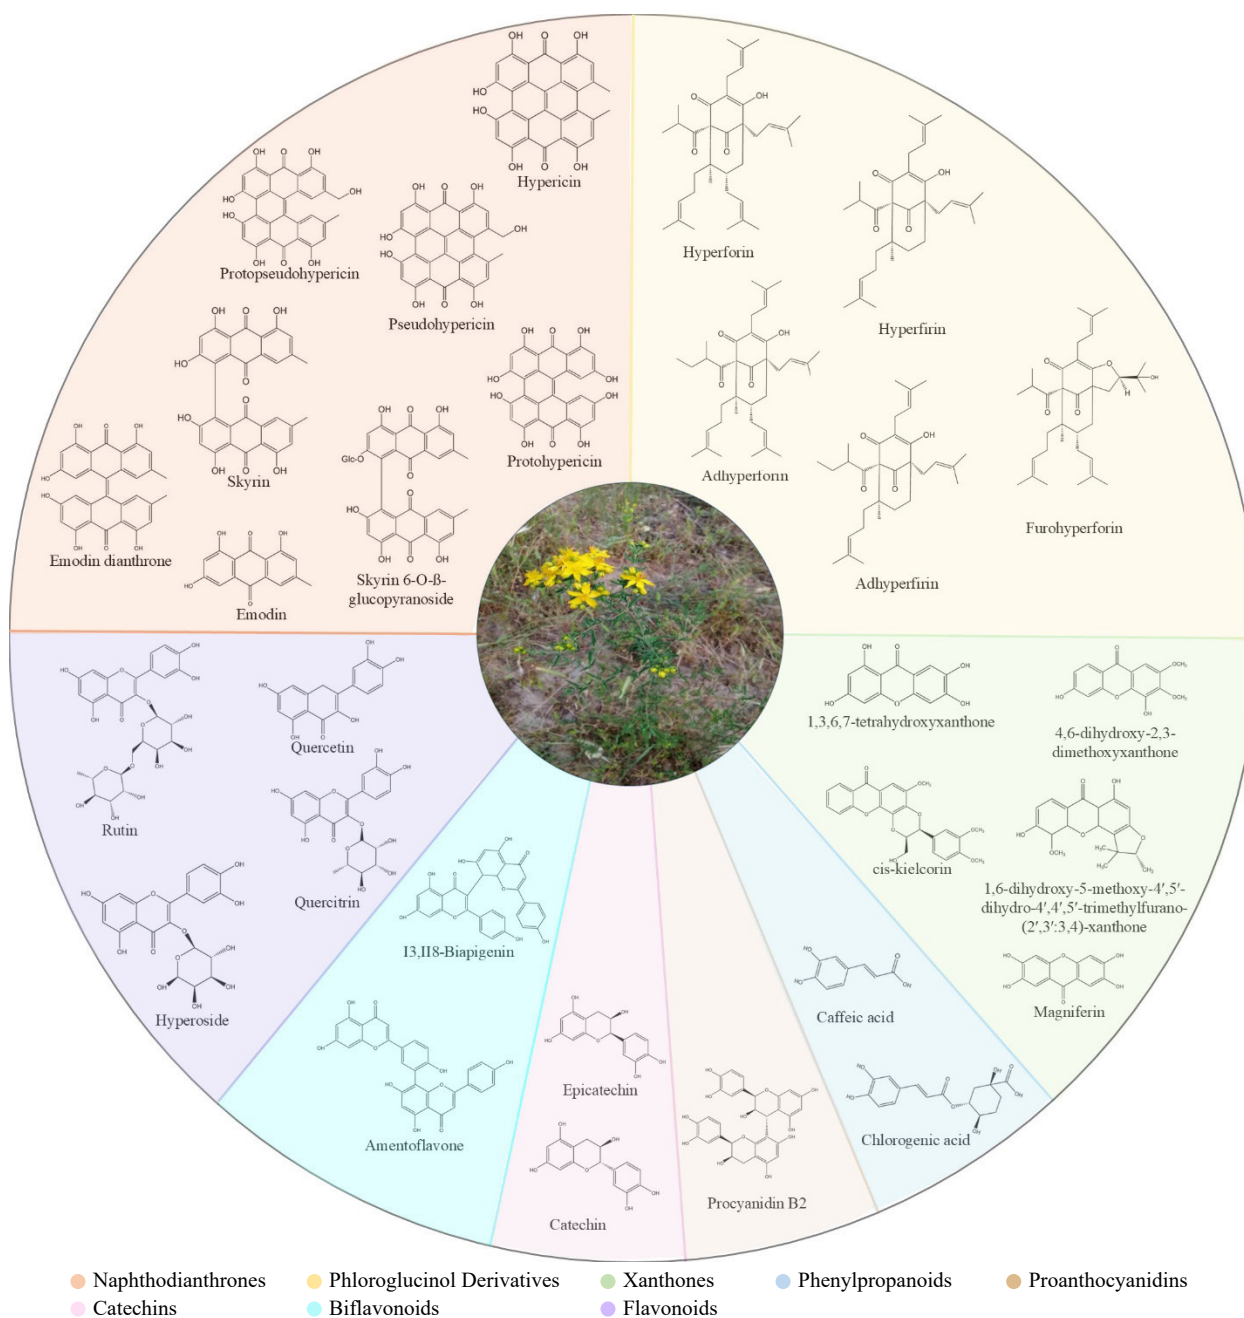 Hypericin
Protopseudohypericin
Pseudohypericin
Skyrin
Protohypericin
Emodin dianthrone
Emodin
Skyrin 6-O-ß-
glucopyranoside
Hyperforin
Hyperfirin
Adhyperforin
Furohyperforin
Adhyperfirin
Rutin
Quercetin
Quercitrin
Hyperoside
I3,II8-Biapigenin
Amentoflavone
Epicatechin
Catechin
Procyanidin B2
Caffeic acid
Chlorogenic acid
1,3,6,7-tetrahydroxyxanthone
4,6-dihydroxy-2,3-
dimethoxyxanthone
cis-kielcorin
1,6-dihydroxy-5-methoxy-4′,5′-
dihydro-4′,4′,5′-trimethylfurano-
(2′,3′:3,4)-xanthone
Magniferin
Naphthodianthrones
Phloroglucinol Derivatives
Xanthones
Phenylpropanoids
Proanthocyanidins
Catechins
Biflavonoids
Flavonoids